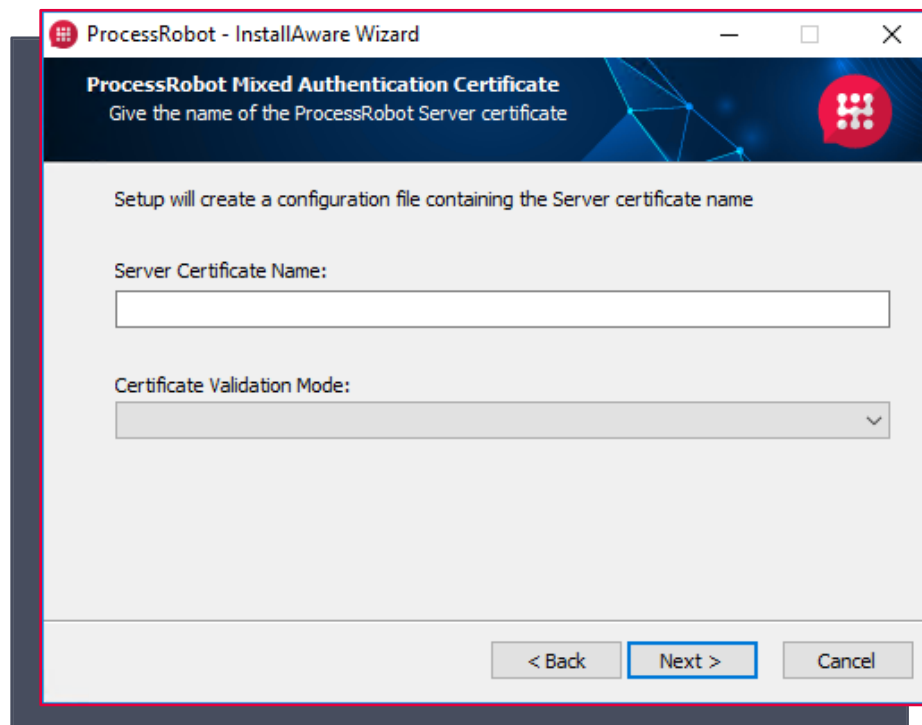 ProcessRobot - InstallAware Wizard
ProcessRobot Mixed Authentication Certificate
Give the name of the ProcessRobot Server certificate
Setup will create a configuration file containing the Server certificate name
Server Certificate Name:
Certificate Validation Mode:
< Back Next > Cancel